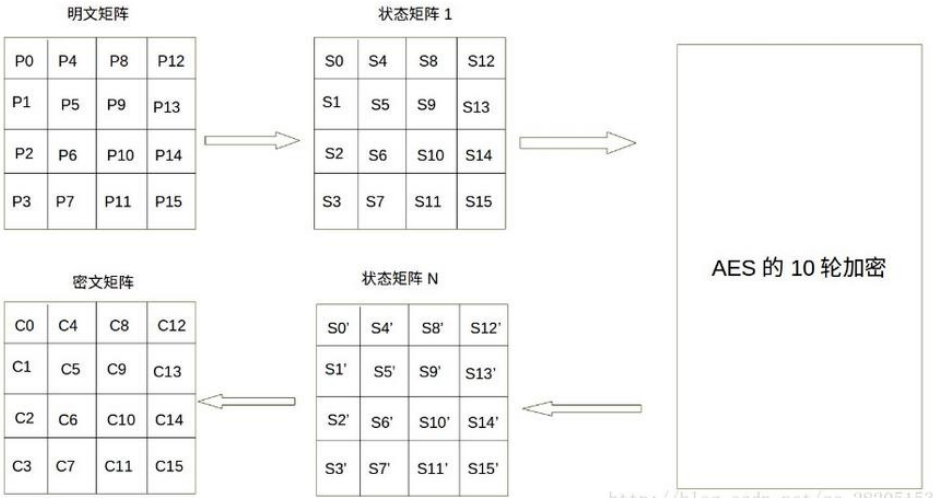 明文矩阵
状态矩阵 1
P0 P4 P8 P12
P1 P5 P9 P13
P2 P6 P10 P14
P3 P7 P11 P15
S0 S4 S8 S12
S1 S5 S9 S13
S2 S6 S10 S14
S3 S7 S11 S15
AES 的 10 轮加密
密文矩阵
状态矩阵 N
C0 C4 C8 C12
C1 C5 C9 C13
C2 C6 C10 C14
C3 C7 C11 C15
S0’ S4’ S8’ S12’
S1’ S5’ S9’ S13’
S2’ S6’ S10’ S14’
S3’ S7’ S11’ S15’